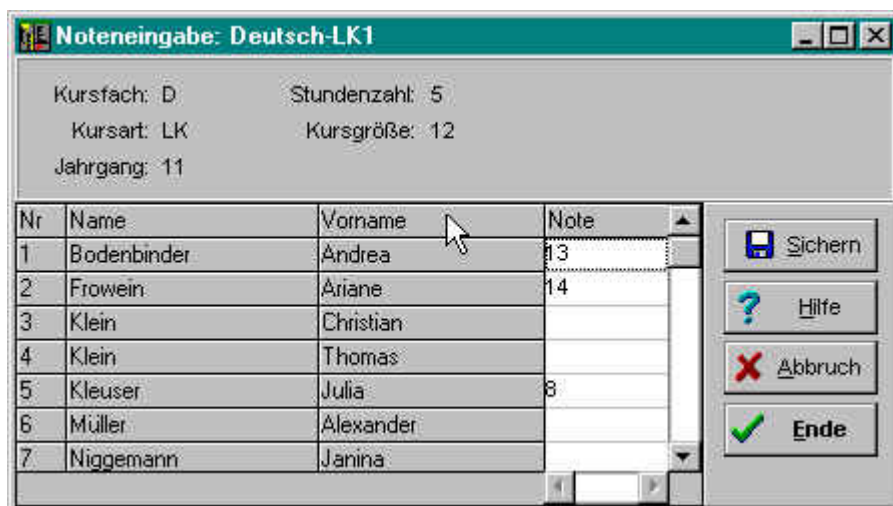 Noteneingabe: Deutsch-LK1
Kursfach: D Stundenzahl: 5
Kursart: LK Kursgröße: 12
Jahrgang: 11
Nr Name Vorname Note
1 Bodenbinder Andrea 13
2 Frowein Ariane 14
3 Klein Christian
4 Klein Thomas
5 Kleuser Julia 8
6 Müller Alexander
7 Niggemann Janina
Sichern
Hilfe
Abbruch
Ende